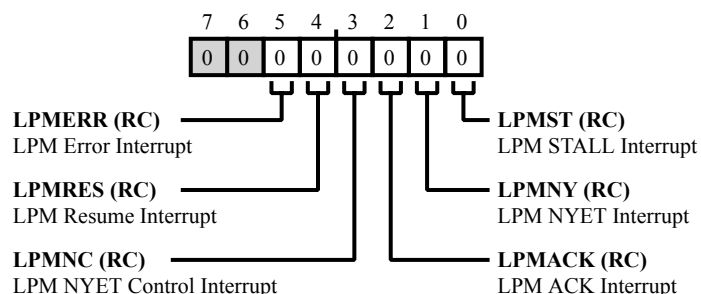 7 6 5 4 3 2 1 0
0 0 0 0 0 0 0 0
LPMERR (RC)
LPM Error Interrupt
LPMRES (RC)
LPM Resume Interrupt
LPMNC (RC)
LPM NYET Control Interrupt
LPMST (RC)
LPM STALL Interrupt
LPMNY (RC)
LPM NYET Interrupt
LPMACK (RC)
LPM ACK Interrupt